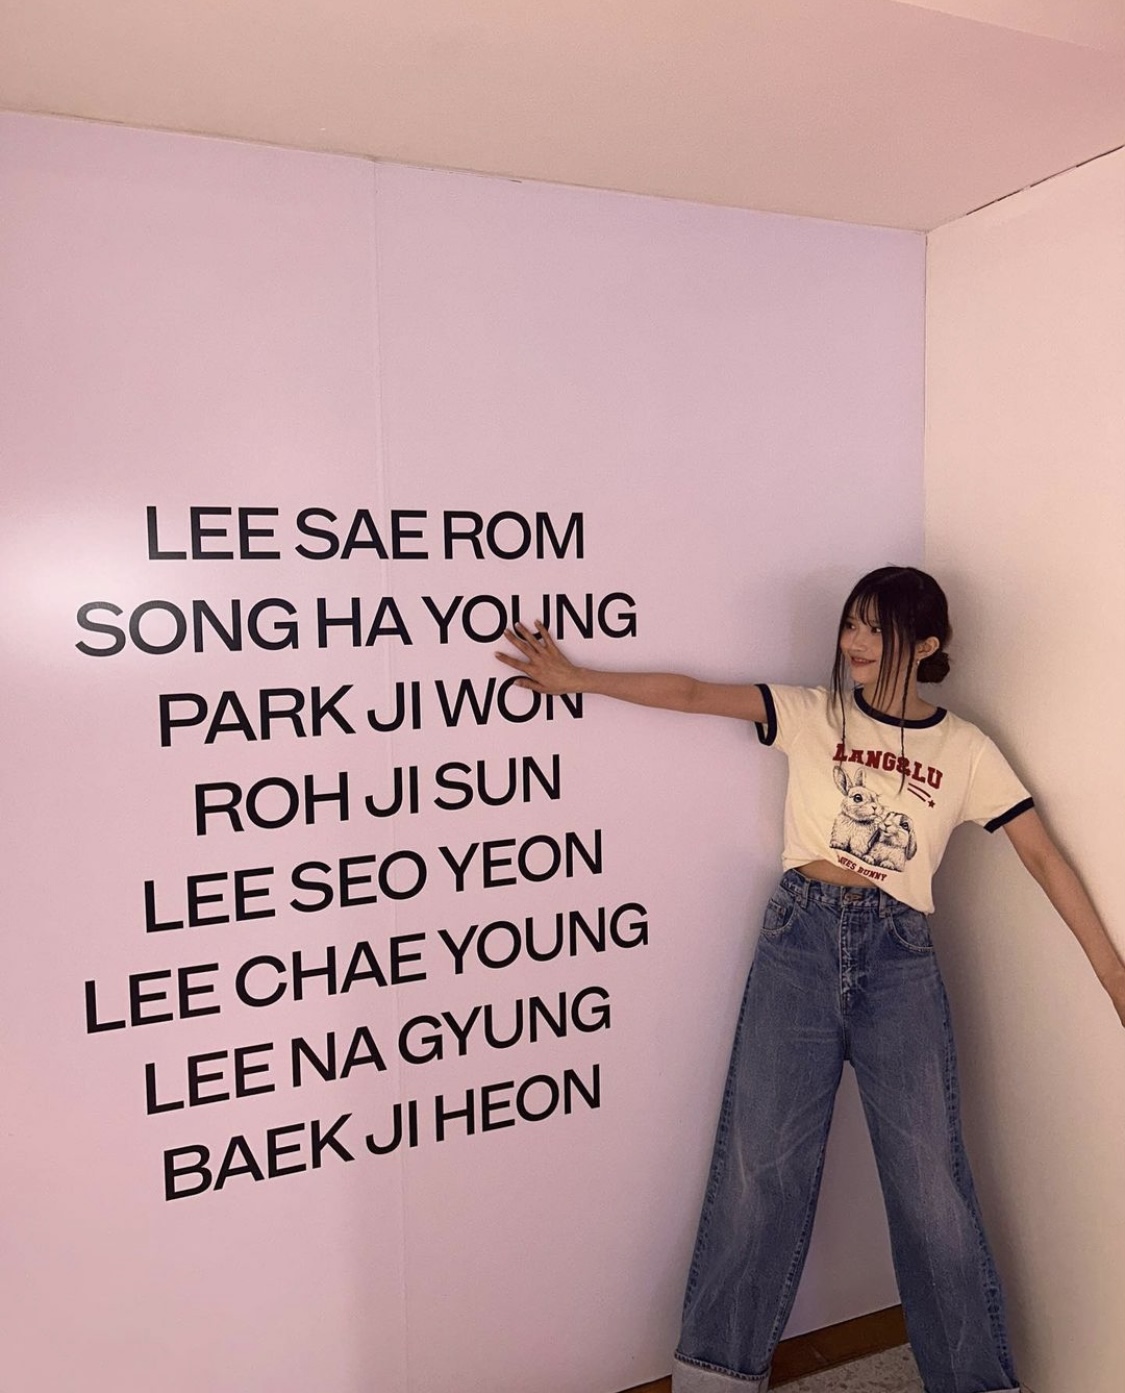 LEE SAE ROM
SONG HA YOUNG
PARK JI WON
ROH JI SUN
LEE SEO YEON
LEE CHAE YOUNG
LEE NA GYUNG
BAEK JI HEON
LANG&LU
BUNNY